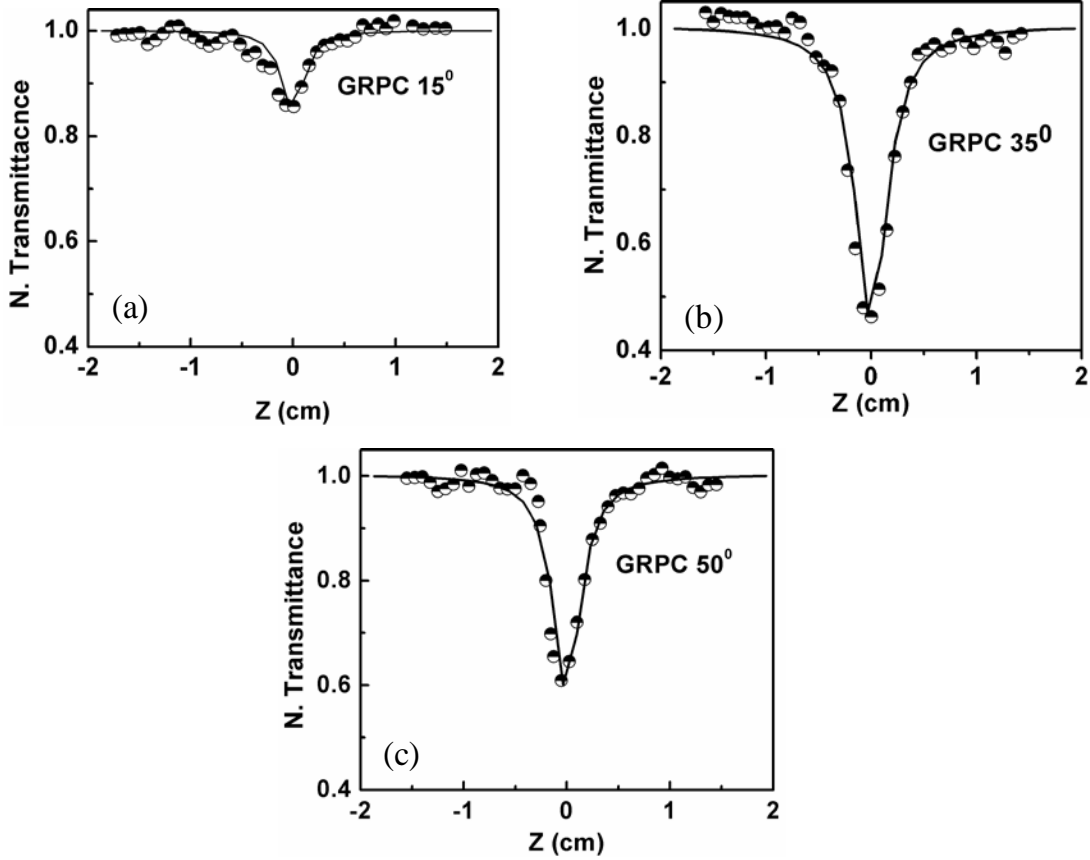 N. Transmittacnce
1.0
0.8
0.6
0.4
GRPC 15⁰
(a)
-2 -1 0 1 2
Z (cm)
N. Tranmittance
1.0
0.8
0.6
0.4
GRPC 35⁰
(b)
-2 -1 0 1 2
Z (cm)
N. Transmittance
1.0
0.8
0.6
0.4
GRPC 50⁰
(c)
-2 -1 0 1 2
Z (cm)